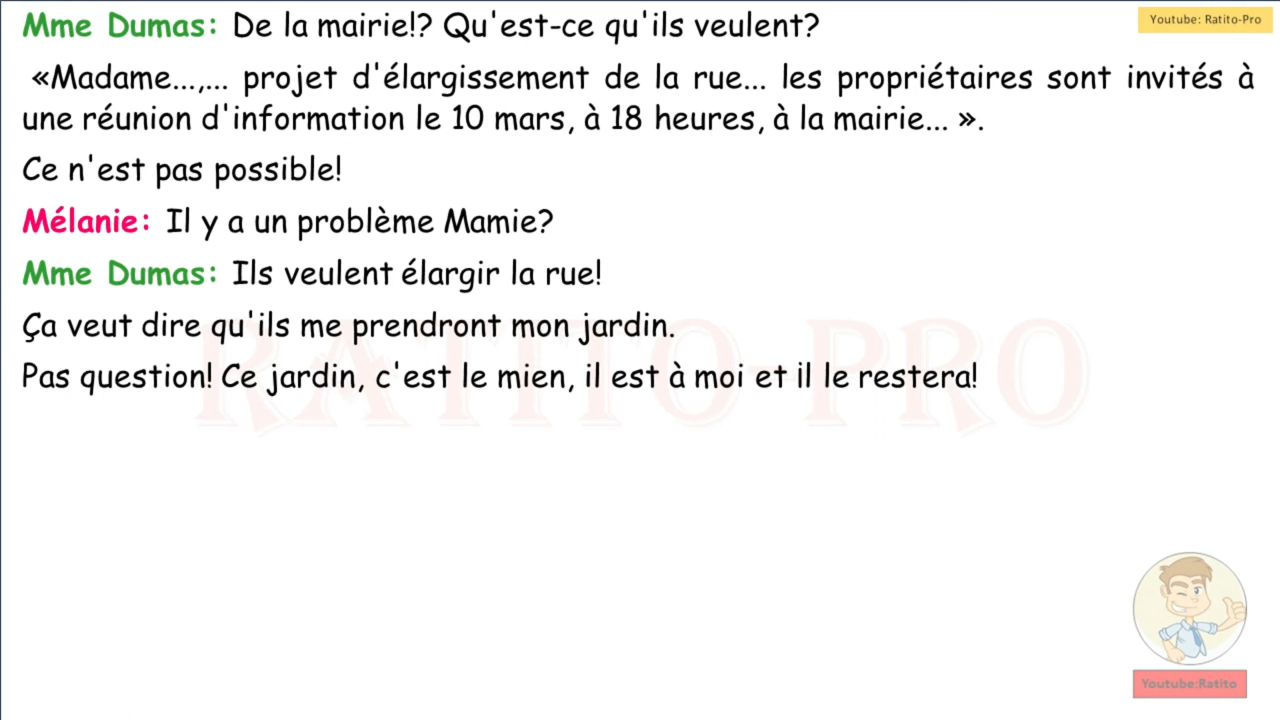 Mme Dumas: De la mairie!? Qu'est-ce qu'ils veulent?
Youtube: Ratito-Pro
«Madame...,... projet d'élargissement de la rue... les propriétaires sont invités à
une réunion d'information le 10 mars, à 18 heures, à la mairie... ».
Ce n'est pas possible!
Mélanie: Il y a un problème Mamie?
Mme Dumas: Ils veulent élargir la rue!
Ça veut dire qu'ils me prendront mon jardin.
Pas question! Ce jardin, c'est le mien, il est à moi et il le restera!
RATITO-PRO
Youtube:Ratito